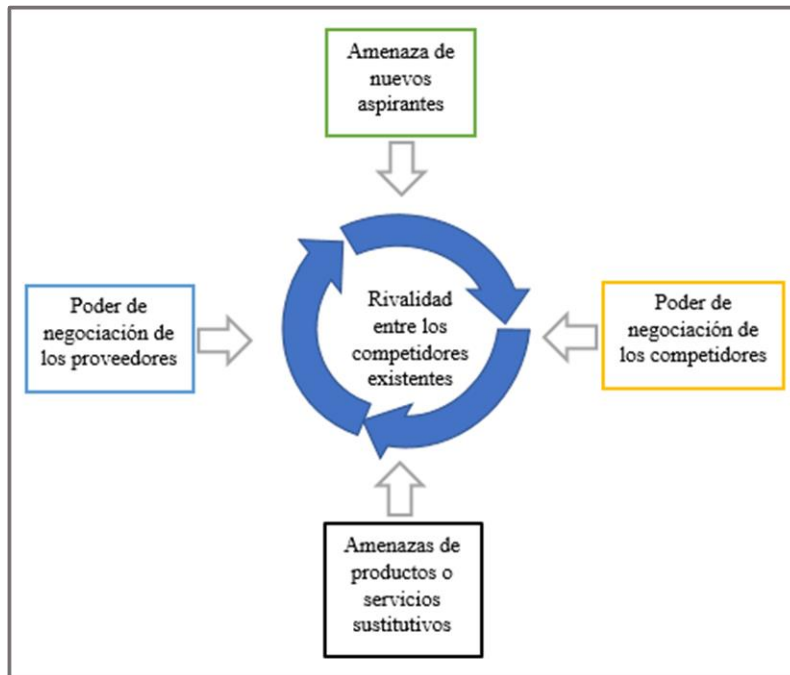 Amenaza de
nuevos
aspirantes
Poder de
negociación de
los proveedores
Rivalidad
entre los
competidores
existentes
Poder de
negociación de
los competidores
Amenazas de
productos o
servicios
sustitutivos